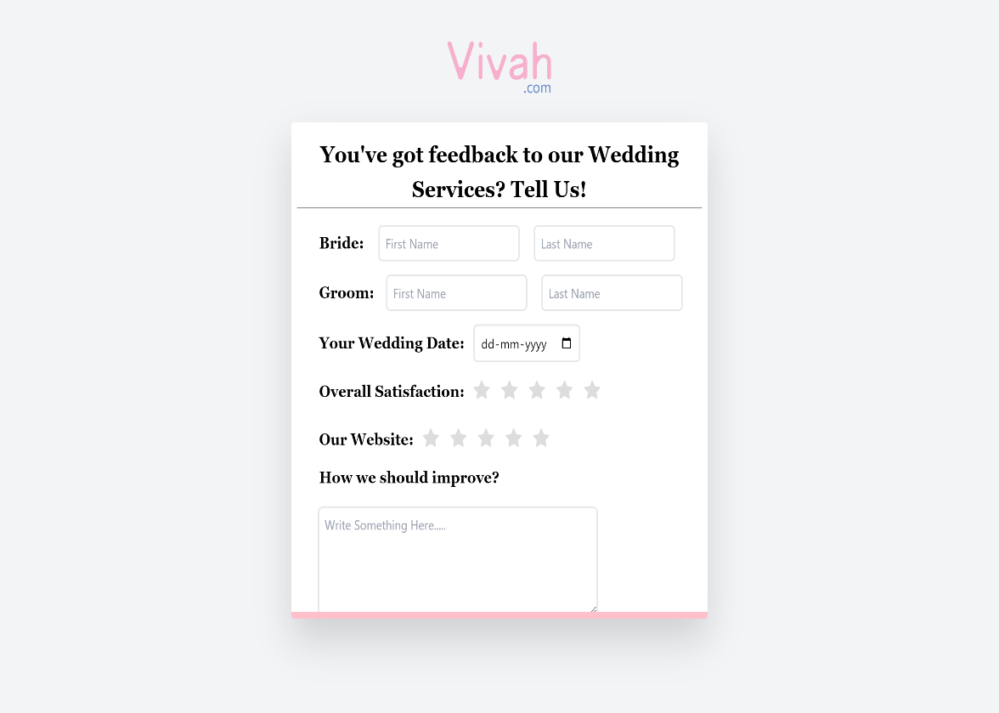 Vivah
.com
You've got feedback to our Wedding
Services? Tell Us!
Bride: First Name Last Name
Groom: First Name Last Name
Your Wedding Date: dd-mm-yyyy
Overall Satisfaction:
Our Website:
How we should improve?
Write Something Here.....